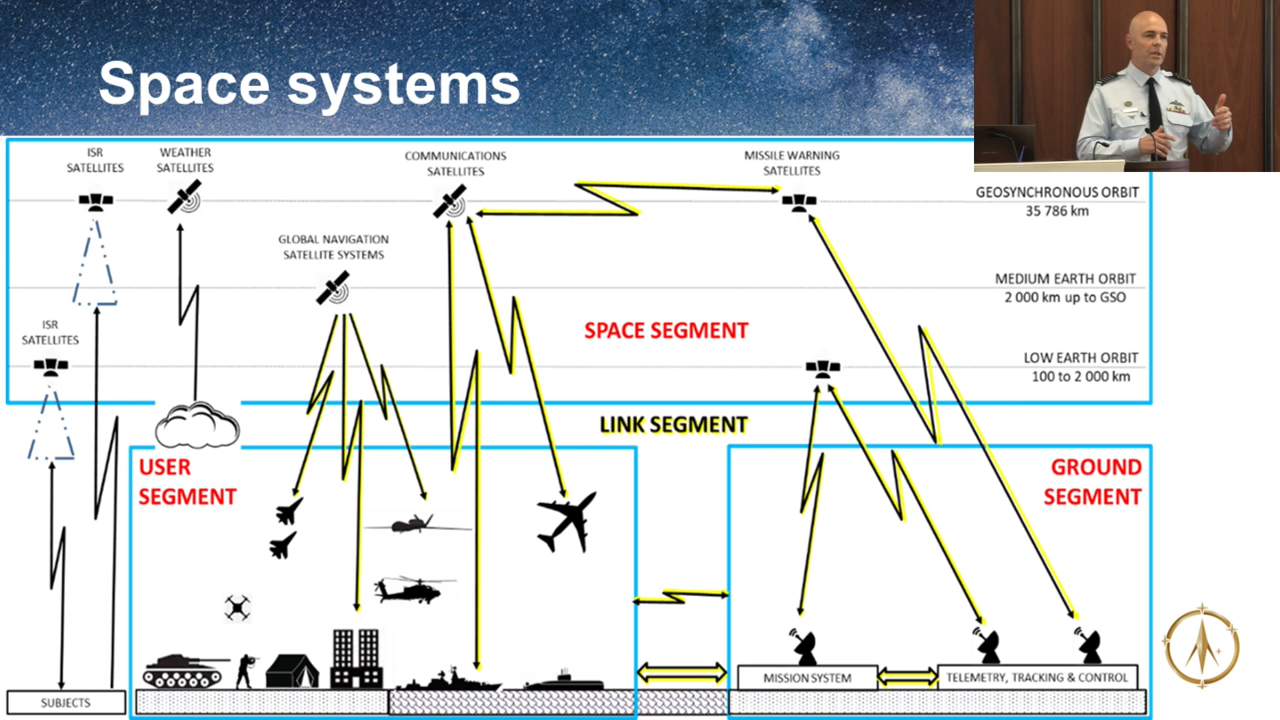 Space systems
ISR
SATELLITES
WEATHER
SATELLITES
COMMUNICATIONS
SATELLITES
MISSILE WARNING
SATELLITES
GEOSYNCHRONOUS ORBIT
35 786 km
GLOBAL NAVIGATION
SATELLITE SYSTEMS
MEDIUM EARTH ORBIT
2 000 km up to GSO
ISR
SATELLITES
SPACE SEGMENT
LOW EARTH ORBIT
100 to 2 000 km
LINK SEGMENT
USER
SEGMENT
GROUND
SEGMENT
SUBJECTS
MISSION SYSTEM
TELEMETRY, TRACKING & CONTROL